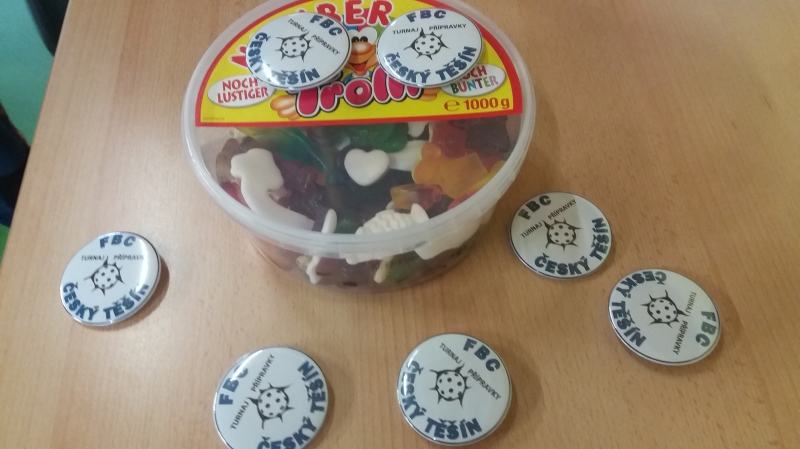 BER
NOCH
LUSTIGER
NOCH
BUNTER
Trolli
e 1000 g
FBC
TURNAJ PŘÍPRAVKY
ČESKÝ TĚŠÍN
FBC
TURNAJ PŘÍPRAVKY
ČESKÝ TĚŠÍN
FBC
TURNAJ PŘÍPRAVKY
ČESKÝ TĚŠÍN
FBC
TURNAJ PŘÍPRAVKY
ČESKÝ TĚŠÍN
FBC
TURNAJ PŘÍPRAVKY
ČESKÝ TĚŠÍN
FBC
TURNAJ PŘÍPRAVKY
ČESKÝ TĚŠÍN
FBC
TURNAJ PŘÍPRAVKY
ČESKÝ TĚŠÍN